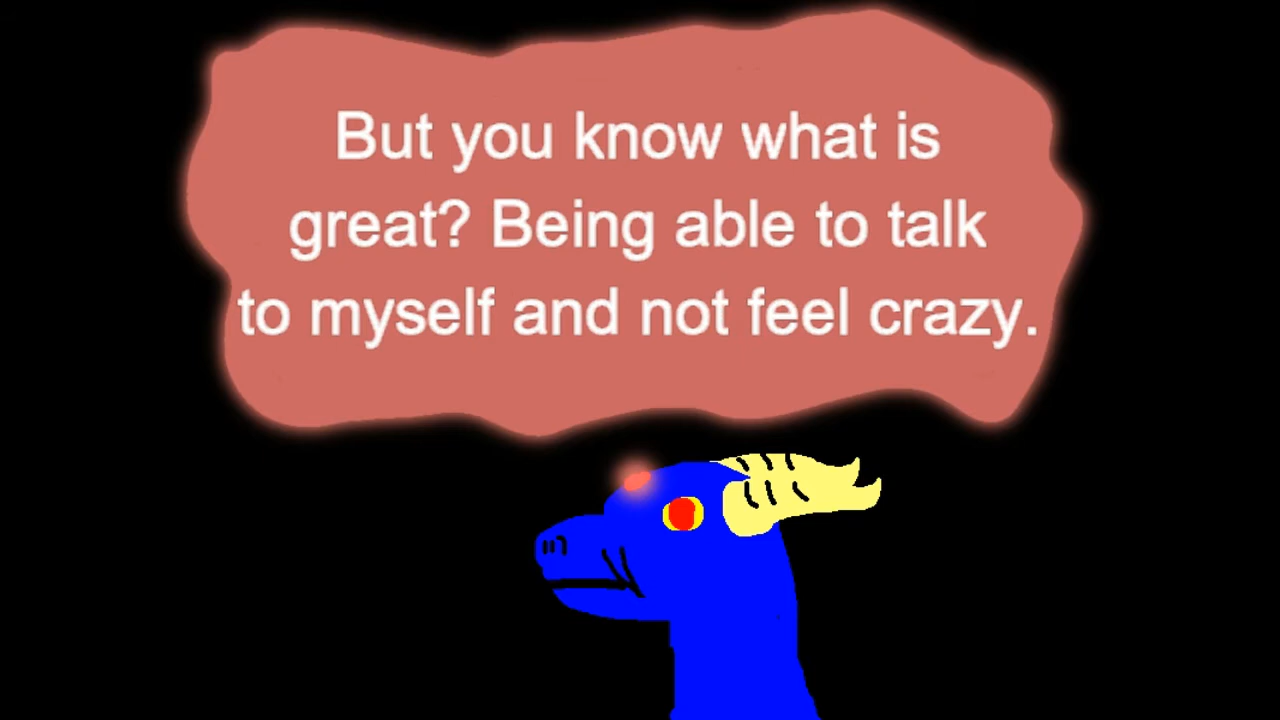 But you know what is
great? Being able to talk
to myself and not feel crazy.